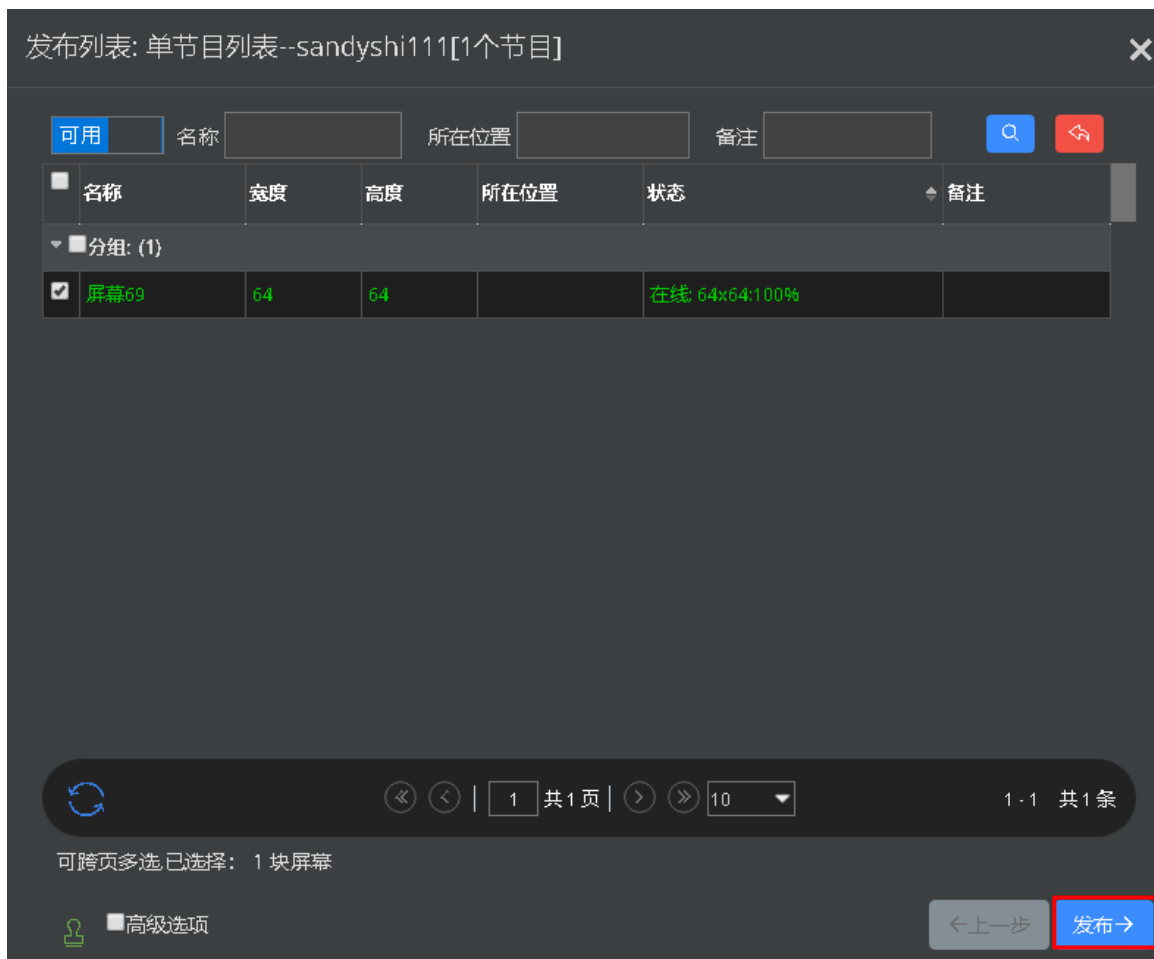 发布列表: 单节目列表--sandyshi111[1个节目]
可用 名称 所在位置 备注
名称 宽度 高度 所在位置 状态 备注
分组: (1)
屏幕69 64 64 在线; 64x64:100%
1 共1页 10 1 - 1 共1条
可跨页多选,已选择： 1 块屏幕
高级选项 上一步 发布